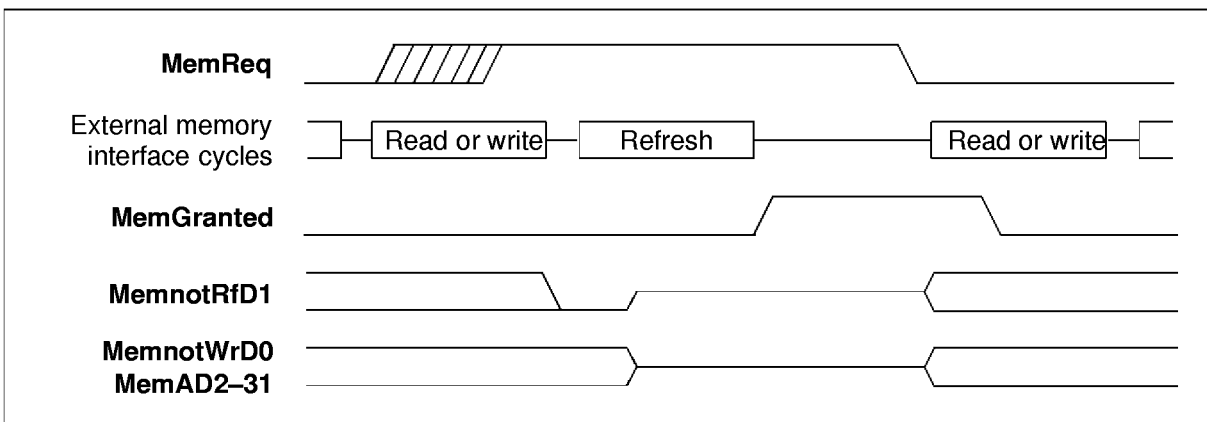 MemReq
External memory
interface cycles
Read or write
Refresh
Read or write
MemGranted
MemnotRfD1
MemnotWrD0
MemAD2–31